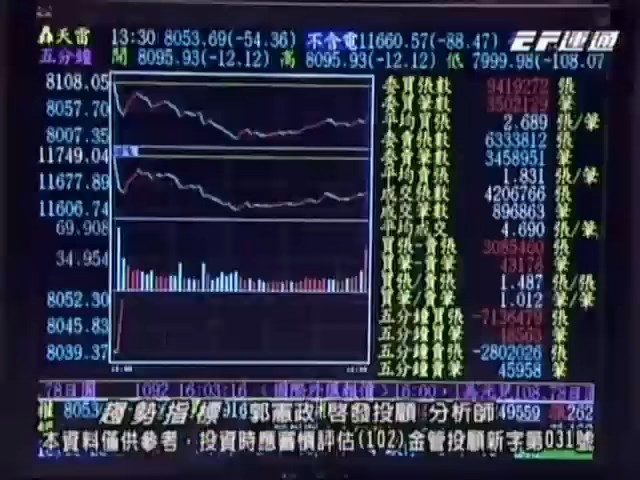 天雷 13:30 8053.69(-54.36) 不含電11660.57(-88.47)
五分鐘 開 8095.93(-12.12) 高 8095.93(-12.12) 低 7999.98(-108.07
8108.05
8057.70
8007.35
11749.04
11677.89
11606.74
69.908
34.954
8052.30
8045.83
8039.37
委買張數 9419272 張
委買筆數 3502129 筆
平均買張 2.689 張/筆
委賣張數 6333812 張
委賣筆數 3458951 筆
平均賣張 1.831 張/筆
成交張數 4206766 張
成交筆數 896863 筆
平均成交 4.690 張/筆
買張-賣張 3085460 張
買筆-賣筆 43178 筆
買張/賣張 1.487 張/張
買筆/賣筆 1.012 筆/筆
五分鐘買張 -7136479 張
五分鐘買筆 筆
五分鐘賣張 -2802026 張
五分鐘賣筆 45958 筆
1092 16:03:16
趨勢指標 郭憲政 啓發投顧 分析師
本資料僅供參考，投資時應審慎評估(102)金管投顧新字第031號